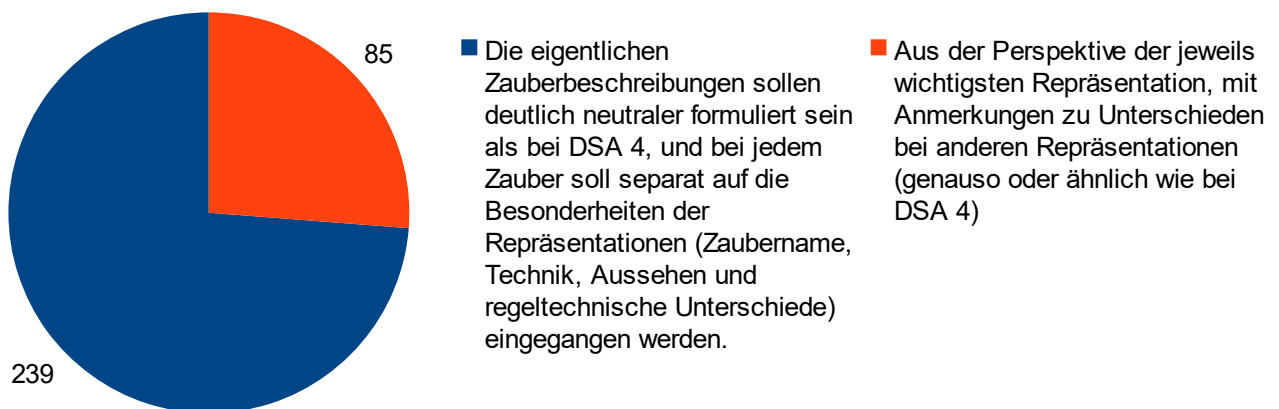 85
239
Die eigentlichen
Zauberbeschreibungen sollen
deutlich neutraler formuliert sein
als bei DSA 4, und bei jedem
Zauber soll separat auf die
Besonderheiten der
Repräsentationen (Zaubername,
Technik, Aussehen und
regeltechnische Unterschiede)
eingegangen werden.
Aus der Perspektive der jeweils
wichtigsten Repräsentation, mit
Anmerkungen zu Unterschieden
bei anderen Repräsentationen
(genauso oder ähnlich wie bei
DSA 4)